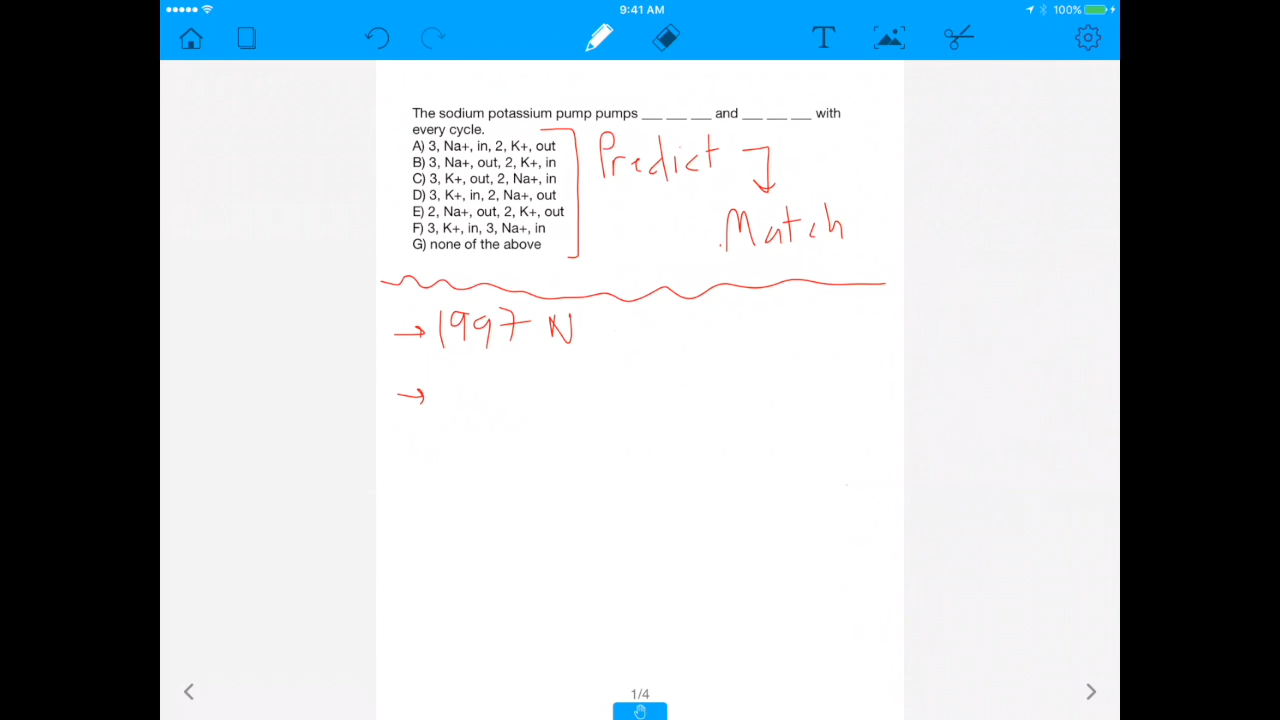 9:41 AM
100%
T
The sodium potassium pump pumps ___ ___ ___ and ___ ___ ___ with
every cycle.
A) 3, Na+, in, 2, K+, out
B) 3, Na+, out, 2, K+, in
C) 3, K+, out, 2, Na+, in
D) 3, K+, in, 2, Na+, out
E) 2, Na+, out, 2, K+, out
F) 3, K+, in, 3, Na+, in
G) none of the above
Predict
Match
→ 1997 N
→
1/4